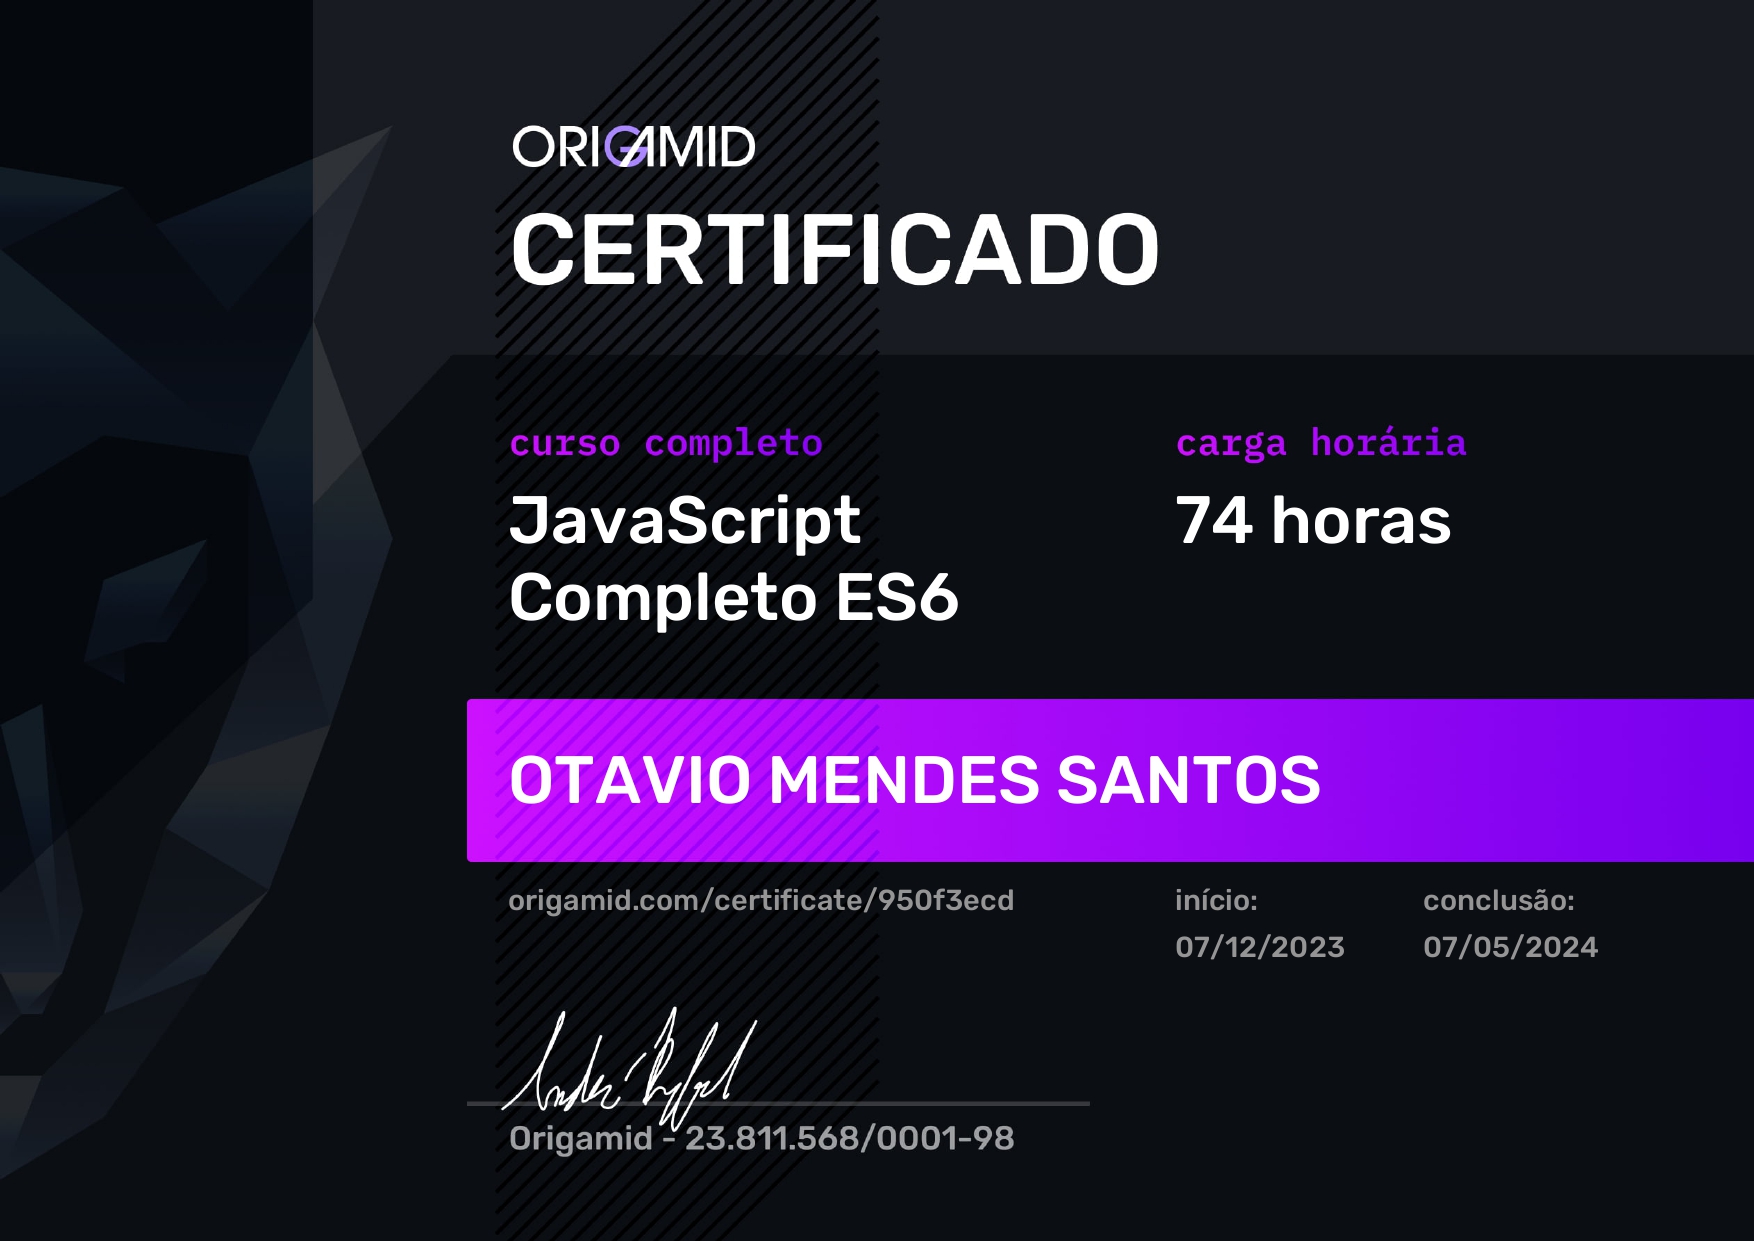 ORIGAMID
CERTIFICADO
curso completo
JavaScript
Completo ES6
carga horária
74 horas
OTAVIO MENDES SANTOS
origamid.com/certificate/950f3ecd
início:
07/12/2023
conclusão:
07/05/2024
Origamid - 23.811.568/0001-98